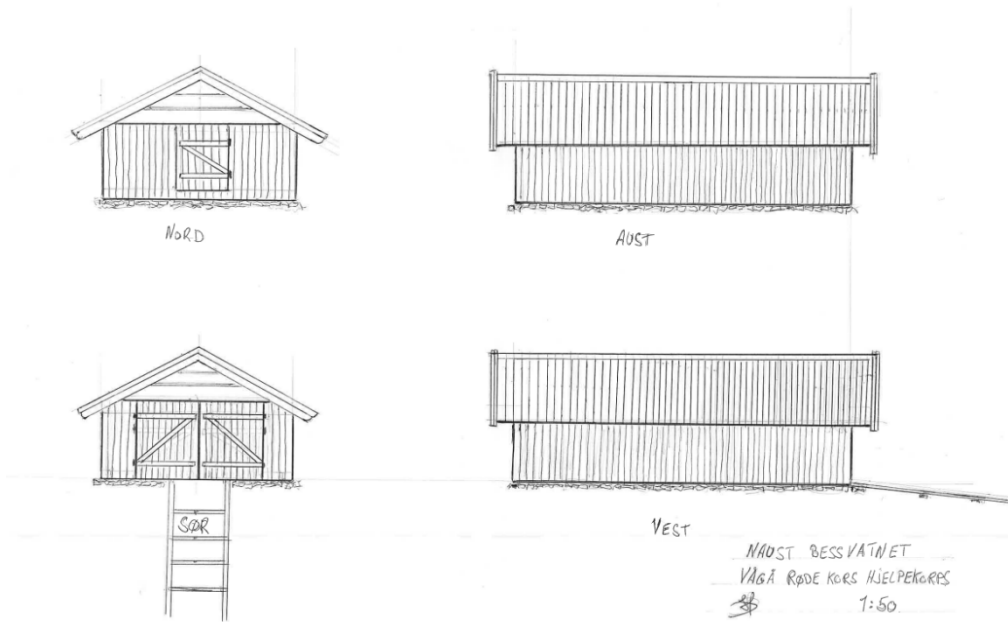 NORD
AUST
SØR
VEST
NAUST BESSVATNET
VÅGÅ RØDE KORS HJELPEKORPS
1:50